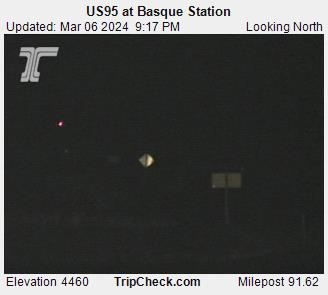 US95 at Basque Station
Updated: Mar 06 2024 9:17 PM Looking North
Elevation 4460 TripCheck.com Milepost 91.62